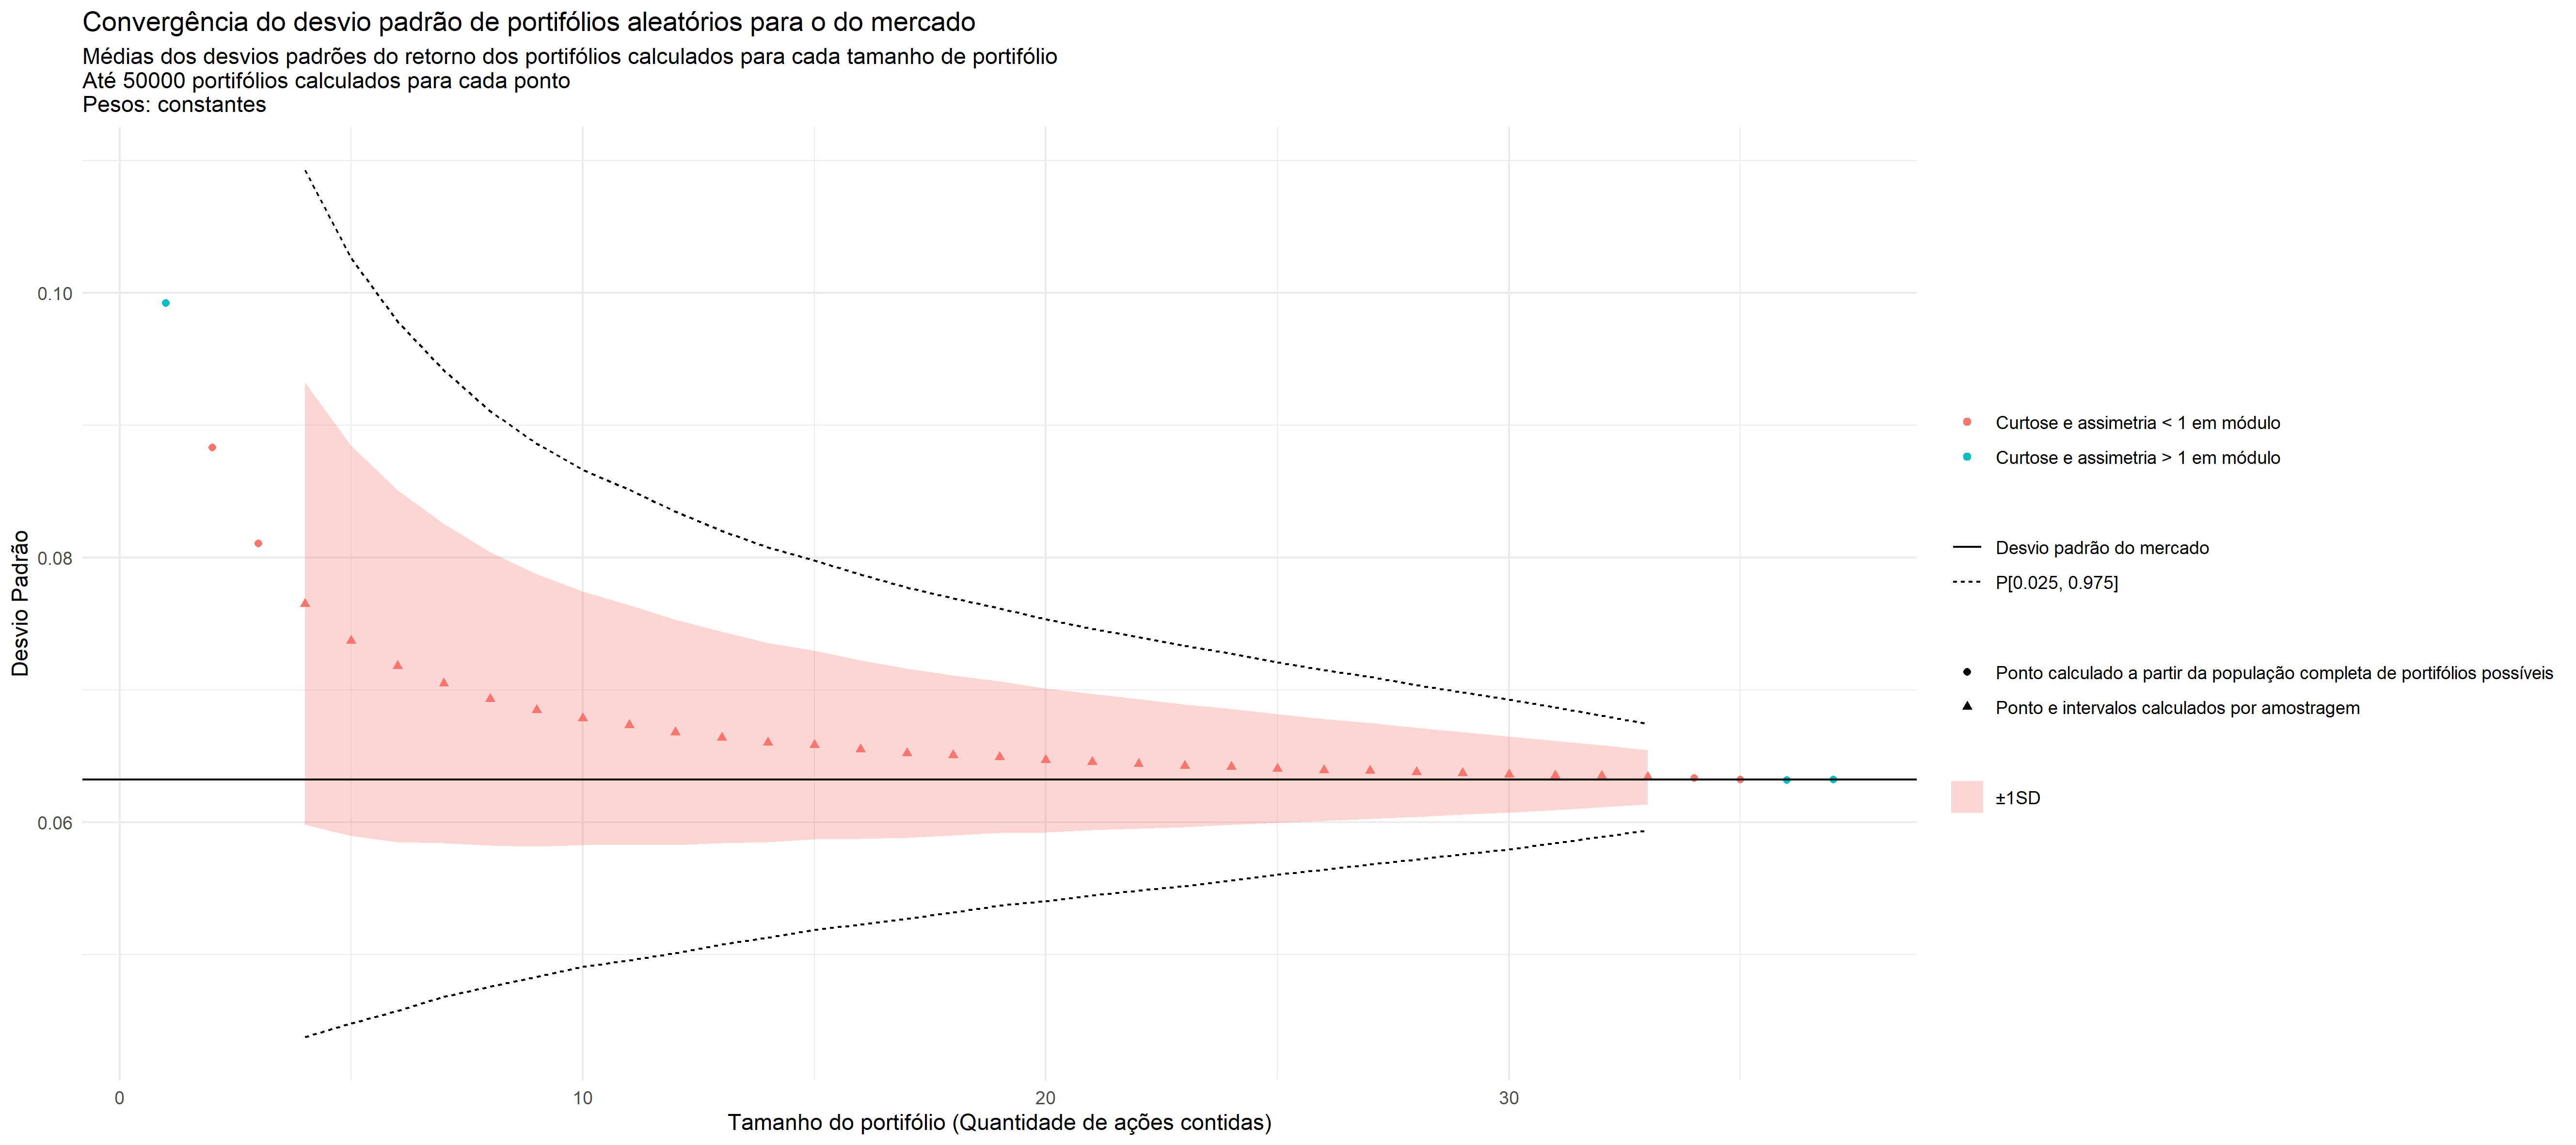 Convergência do desvio padrão de portifólios aleatórios para o do mercado
Médias dos desvios padrões do retorno dos portifólios calculados para cada tamanho de portifólio
Até 50000 portifólios calculados para cada ponto
Pesos: constantes
Desvio Padrão
0.10
0.08
0.06
0
10
20
30
Tamanho do portifólio (Quantidade de ações contidas)
Curtose e assimetria < 1 em módulo
Curtose e assimetria > 1 em módulo
Desvio padrão do mercado
P[0.025, 0.975]
Ponto calculado a partir da população completa de portifólios possíveis
Ponto e intervalos calculados por amostragem
±1SD